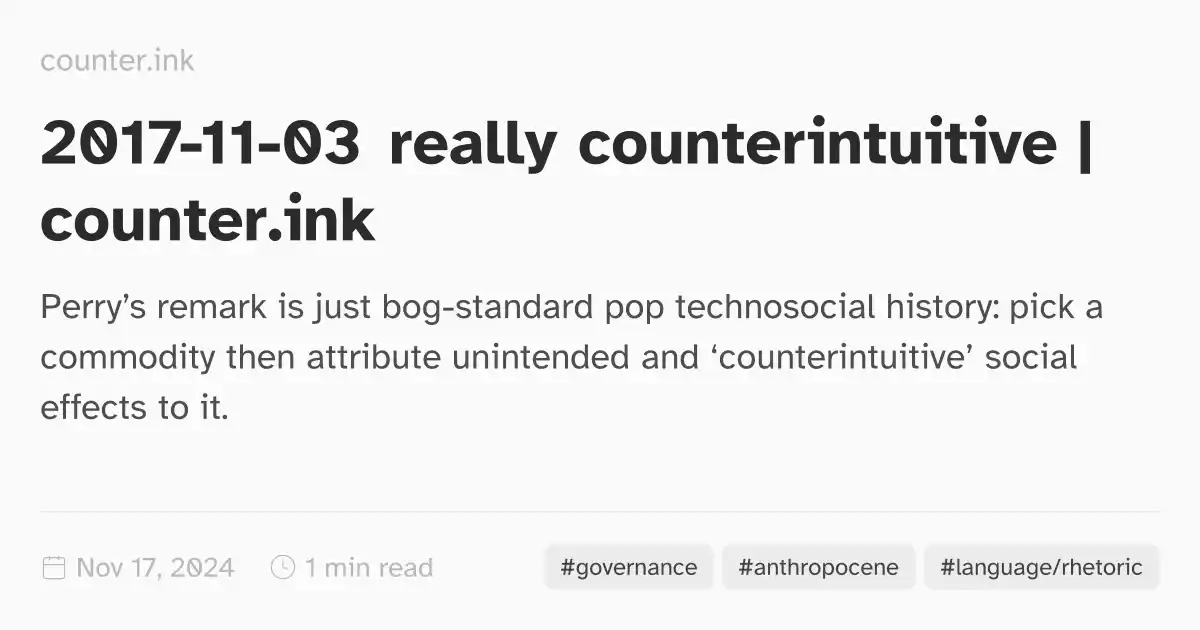 counter.ink
2017-11-03 really counterintuitive |
counter.ink
Perry’s remark is just bog-standard pop technosocial history: pick a
commodity then attribute unintended and ‘counterintuitive’ social
effects to it.
Nov 17, 2024 1 min read #governance #anthropocene #language/rhetoric